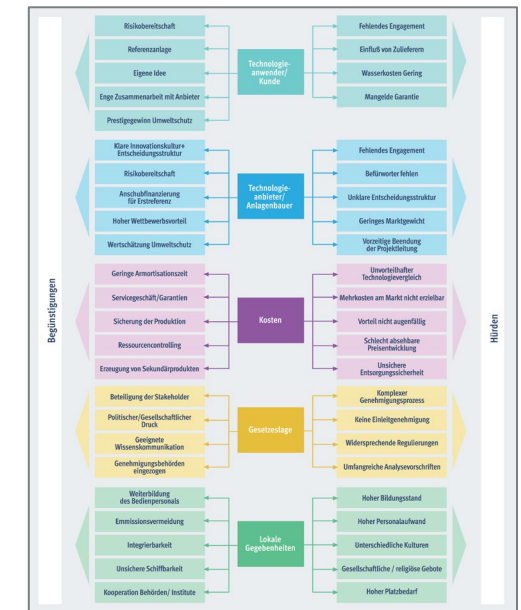 Begünstigungen
Risikobereitschaft
Referenzanlage
Eigene Idee
Enge Zusammenarbeit mit Anbieter
Prestigegewinn Umweltschutz
Technologie-
anwender/
Kunde
Fehlendes Engagement
Einfluß von Zulieferern
Wasserkosten Gering
Mangelde Garantie
Klare Innovationskultur+
Entscheidungsstruktur
Risikobereitschaft
Anschubfinanzierung
für Erstreferenz
Hoher Wettbewerbsvorteil
Wertschätzung Umweltschutz
Technologie-
anbieter/
Anlagenbauer
Fehlendes Engagement
Befürworter fehlen
Unklare Entscheidungsstruktur
Geringes Marktgewicht
Vorzeitige Beendung
der Projektleitung
Geringe Armortisationszeit
Servicegeschäft/Garantien
Sicherung der Produktion
Ressourcencontrolling
Erzeugung von Sekundärprodukten
Kosten
Unvorteilhafter
Technologievergleich
Mehrkosten am Markt nicht erzielbar
Vorteil nicht augenfällig
Schlecht absehbare
Preisentwicklung
Unsichere
Entsorgungssicherheit
Beteiligung der Stakeholder
Politischer/Gesellschaftlicher
Druck
Geeignete
Wissenskommunikation
Genehmigungsbehörden
eingezogen
Gesetzeslage
Komplexer
Genehmigungsprozess
Keine Einleitgenehmigung
Widersprechende Regulierungen
Umfangreiche Analysevorschriften
Weiterbildung
des Bedienpersonals
Emmissionsvermeidung
Integrierbarkeit
Unsichere Schiffbarkeit
Kooperation Behörden/ Institute
Lokale
Gegebenheiten
Hoher Bildungsstand
Hoher Personalaufwand
Unterschiedliche Kulturen
Gesellschaftliche / religiöse Gebote
Hoher Platzbedarf
Hürden